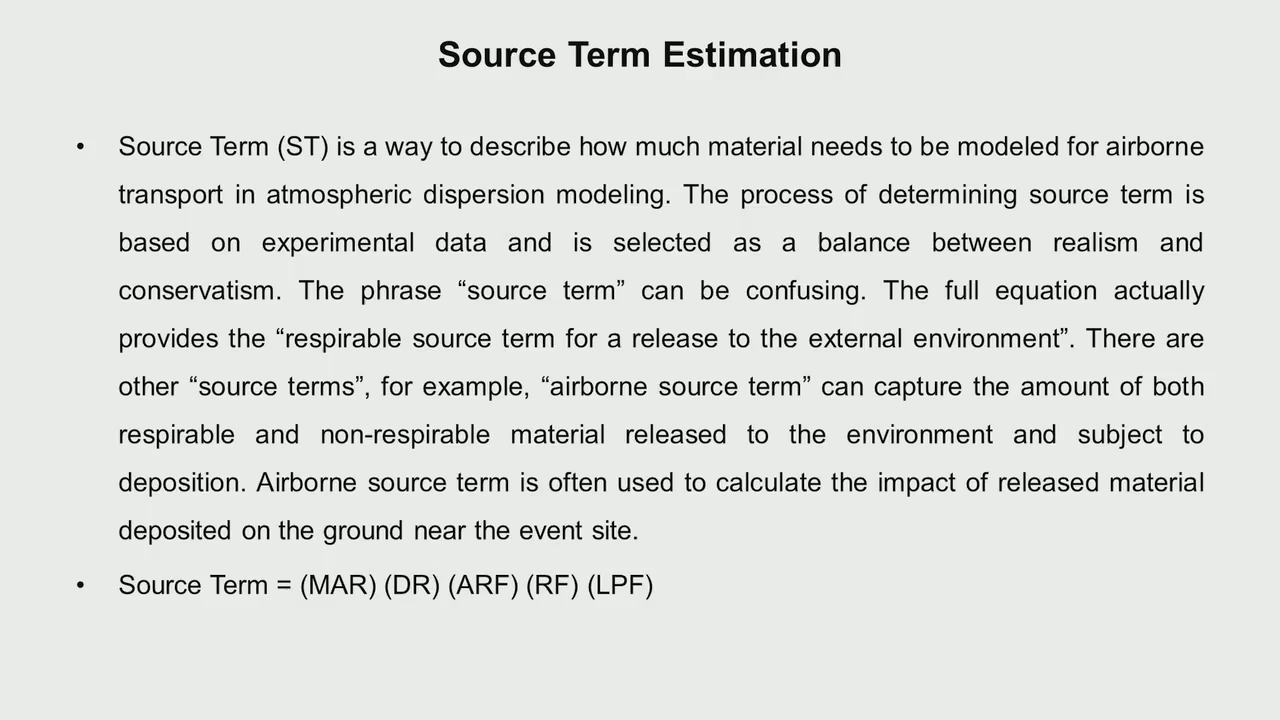 Source Term Estimation
• Source Term (ST) is a way to describe how much material needs to be modeled for airborne
transport in atmospheric dispersion modeling. The process of determining source term is
based on experimental data and is selected as a balance between realism and
conservatism. The phrase “source term” can be confusing. The full equation actually
provides the “respirable source term for a release to the external environment”. There are
other “source terms”, for example, “airborne source term” can capture the amount of both
respirable and non-respirable material released to the environment and subject to
deposition. Airborne source term is often used to calculate the impact of released material
deposited on the ground near the event site.
• Source Term = (MAR) (DR) (ARF) (RF) (LPF)